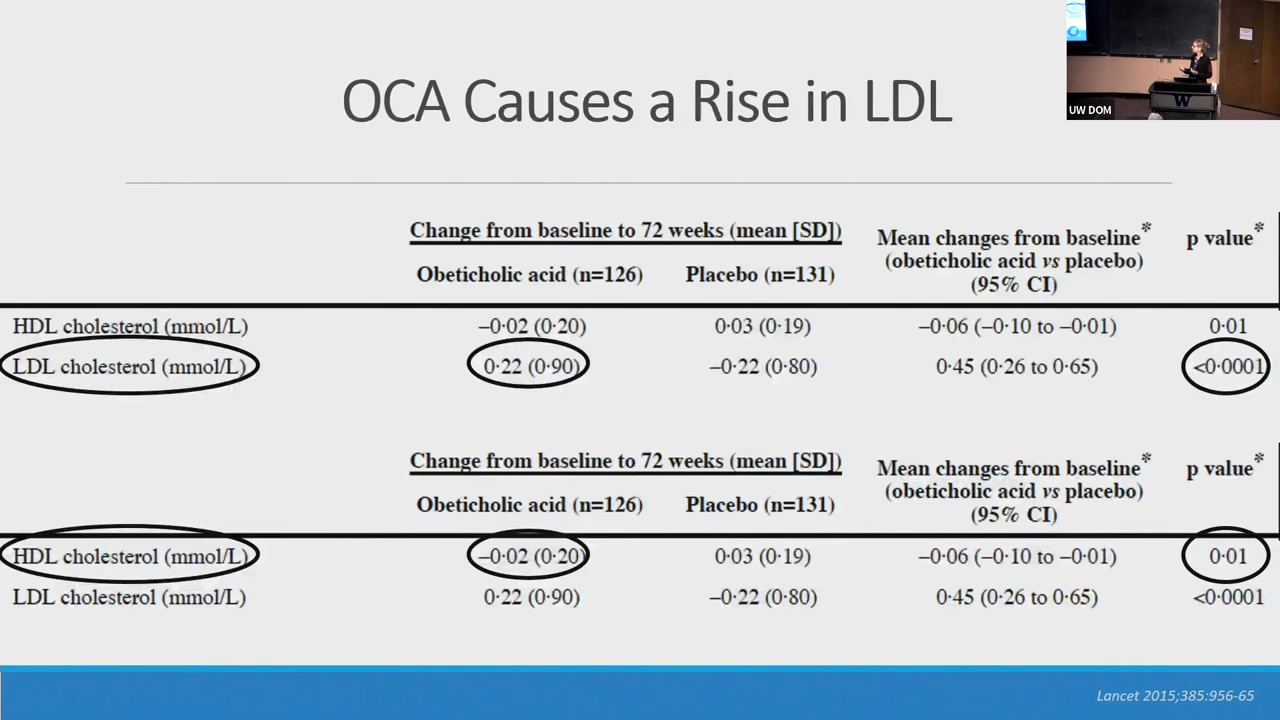 OCA Causes a Rise in LDL
UW DOM
W
Change from baseline to 72 weeks (mean [SD])
Mean changes from baseline*
(obeticholic acid vs placebo)
(95% CI)
p value*
Obeticholic acid (n=126)
Placebo (n=131)
HDL cholesterol (mmol/L) –0·02 (0·20) 0·03 (0·19) –0·06 (–0·10 to –0·01) 0·01
LDL cholesterol (mmol/L) 0·22 (0·90) –0·22 (0·80) 0·45 (0·26 to 0·65) <0·0001
Change from baseline to 72 weeks (mean [SD])
Mean changes from baseline*
(obeticholic acid vs placebo)
(95% CI)
p value*
Obeticholic acid (n=126)
Placebo (n=131)
HDL cholesterol (mmol/L) –0·02 (0·20) 0·03 (0·19) –0·06 (–0·10 to –0·01) 0·01
LDL cholesterol (mmol/L) 0·22 (0·90) –0·22 (0·80) 0·45 (0·26 to 0·65) <0·0001
Lancet 2015;385:956-65